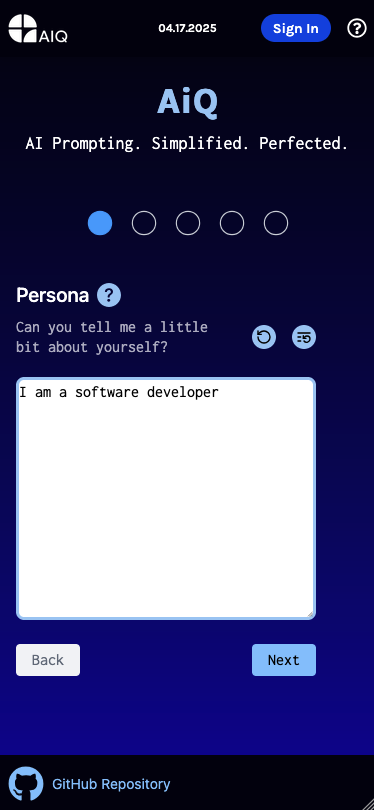 AIQ
04.17.2025
Sign In
?
AiQ
AI Prompting. Simplified. Perfected.
Persona ?
Can you tell me a little
bit about yourself?
I am a software developer
Back
Next
GitHub Repository